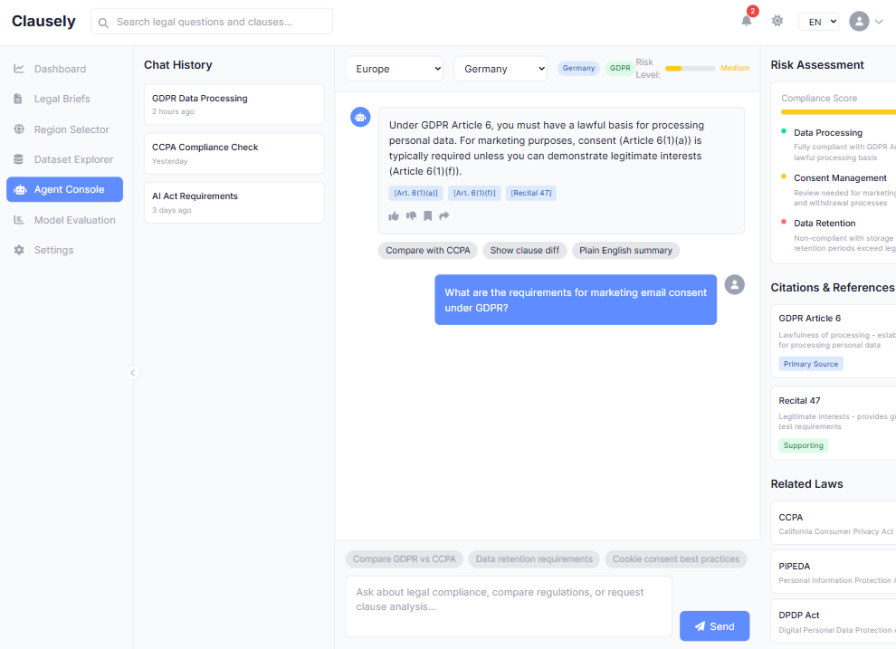 Clausely
Search legal questions and clauses...
2
EN
Dashboard
Legal Briefs
Region Selector
Dataset Explorer
Agent Console
Model Evaluation
Settings
Chat History
GDPR Data Processing
2 hours ago
CCPA Compliance Check
Yesterday
AI Act Requirements
3 days ago
Europe
Germany
Germany
GDPR
Risk
Level:
Medium
Under GDPR Article 6, you must have a lawful basis for processing
personal data. For marketing purposes, consent (Article 6(1)(a)) is
typically required unless you can demonstrate legitimate interests
(Article 6(1)(f)).
[Art. 6(1)(a)] [Art. 6(1)(f)] [Recital 47]
Compare with CCPA Show clause diff Plain English summary
What are the requirements for marketing email consent
under GDPR?
Compare GDPR vs CCPA Data retention requirements Cookie consent best practices
Ask about legal compliance, compare regulations, or request
clause analysis...
Send
Risk Assessment
Compliance Score
Data Processing
Fully compliant with GDPR Ar
lawful processing basis
Consent Management
Review needed for marketing
and withdrawal processes
Data Retention
Non-compliant with storage
retention periods exceed leg
Citations & References
GDPR Article 6
Lawfulness of processing - estab
for processing personal data
Primary Source
Recital 47
Legitimate interests - provides gu
test requirements
Supporting
Related Laws
CCPA
California Consumer Privacy Act
PIPEDA
Personal Information Protection A
DPDP Act
Digital Personal Data Protection A